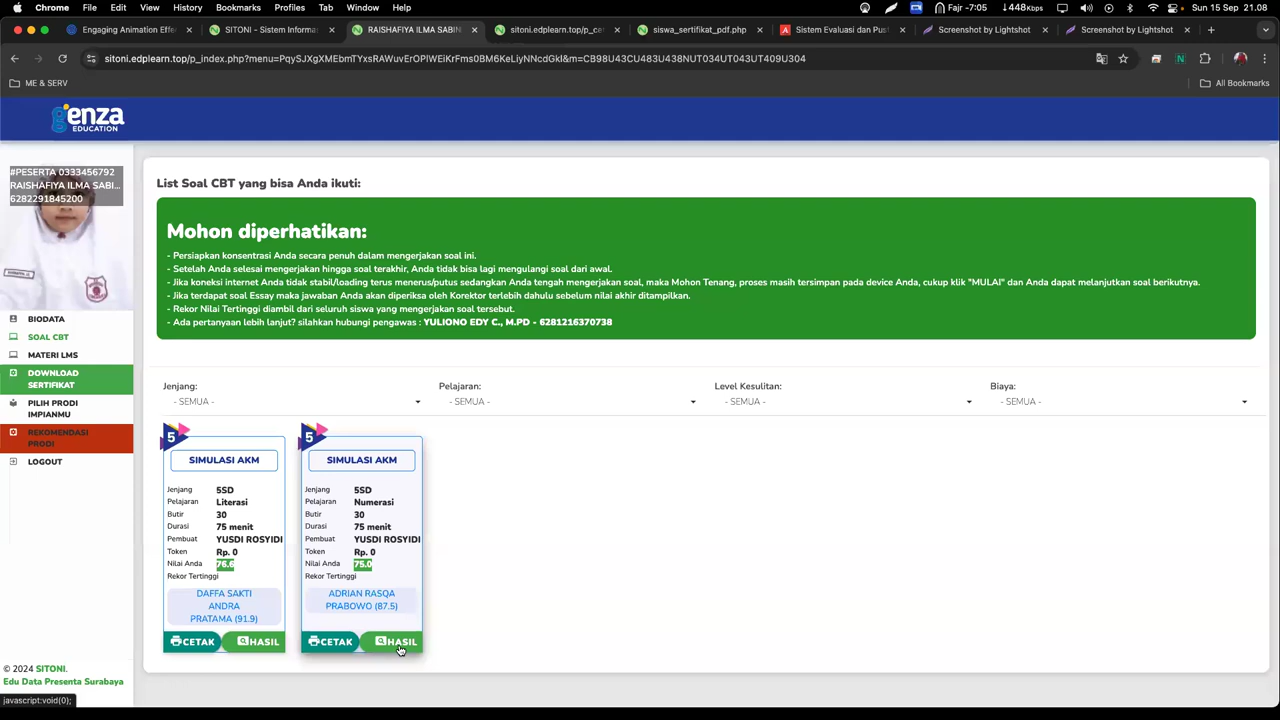 Chrome File Edit View History Bookmarks Profiles Tab Window Help
Fajr -7:05 448 KB/s Sun 15 Sep 21.08
Engaging Animation Effe
SITONI - Sistem Informas
RAISHAFIYA ILMA SABIN
sitoni.edplearn.top/p_cet
siswa_sertifikat_pdf.php
Sistem Evaluasi dan Pus
Screenshot by Lightshot
Screenshot by Lightshot
ME & SERV
All Bookmarks
genza
EDUCATION
#PESERTA 0333456792
RAISHAFIYA ILMA SABI...
6282291845200
BIODATA
SOAL CBT
MATERI LMS
DOWNLOAD
SERTIFIKAT
PILIH PRODI
IMPIANMU
REKOMENDASI
PRODI
LOGOUT
List Soal CBT yang bisa Anda ikuti:
Mohon diperhatikan:
- Persiapkan konsentrasi Anda secara penuh dalam mengerjakan soal ini.
- Setelah Anda selesai mengerjakan hingga soal terakhir, Anda tidak bisa lagi mengulangi soal dari awal.
- Jika koneksi internet Anda tidak stabil/loading terus menerus/putus sedangkan Anda tengah mengerjakan soal, maka Mohon Tenang, proses masih tersimpan pada device Anda, cukup klik "MULAI" dan Anda dapat melanjutkan soal berikutnya.
- Jika terdapat soal Essay maka jawaban Anda akan diperiksa oleh Korektor terlebih dahulu sebelum nilai akhir ditampilkan.
- Rekor Nilai Tertinggi diambil dari seluruh siswa yang mengerjakan soal tersebut.
- Ada pertanyaan lebih lanjut? silahkan hubungi pengawas : YULIONO EDY C., M.PD - 6281216370738
Jenjang: Pelajaran: Level Kesulitan: Biaya:
- SEMUA - - SEMUA - - SEMUA - - SEMUA -
5
SIMULASI AKM
Jenjang 5SD
Pelajaran Literasi
Butir 30
Durasi 75 menit
Pembuat YUSDI ROSYIDI
Token Rp. 0
Nilai Anda 76.6
Rekor Tertinggi
DAFFA SAKTI
ANDRA
PRATAMA (91.9)
CETAK HASIL
5
SIMULASI AKM
Jenjang 5SD
Pelajaran Numerasi
Butir 30
Durasi 75 menit
Pembuat YUSDI ROSYIDI
Token Rp. 0
Nilai Anda 75.0
Rekor Tertinggi
ADRIAN RASQA
PRABOWO (87.5)
CETAK HASIL
© 2024 SITONI.
Edu Data Presenta Surabaya
javascript:void(0);